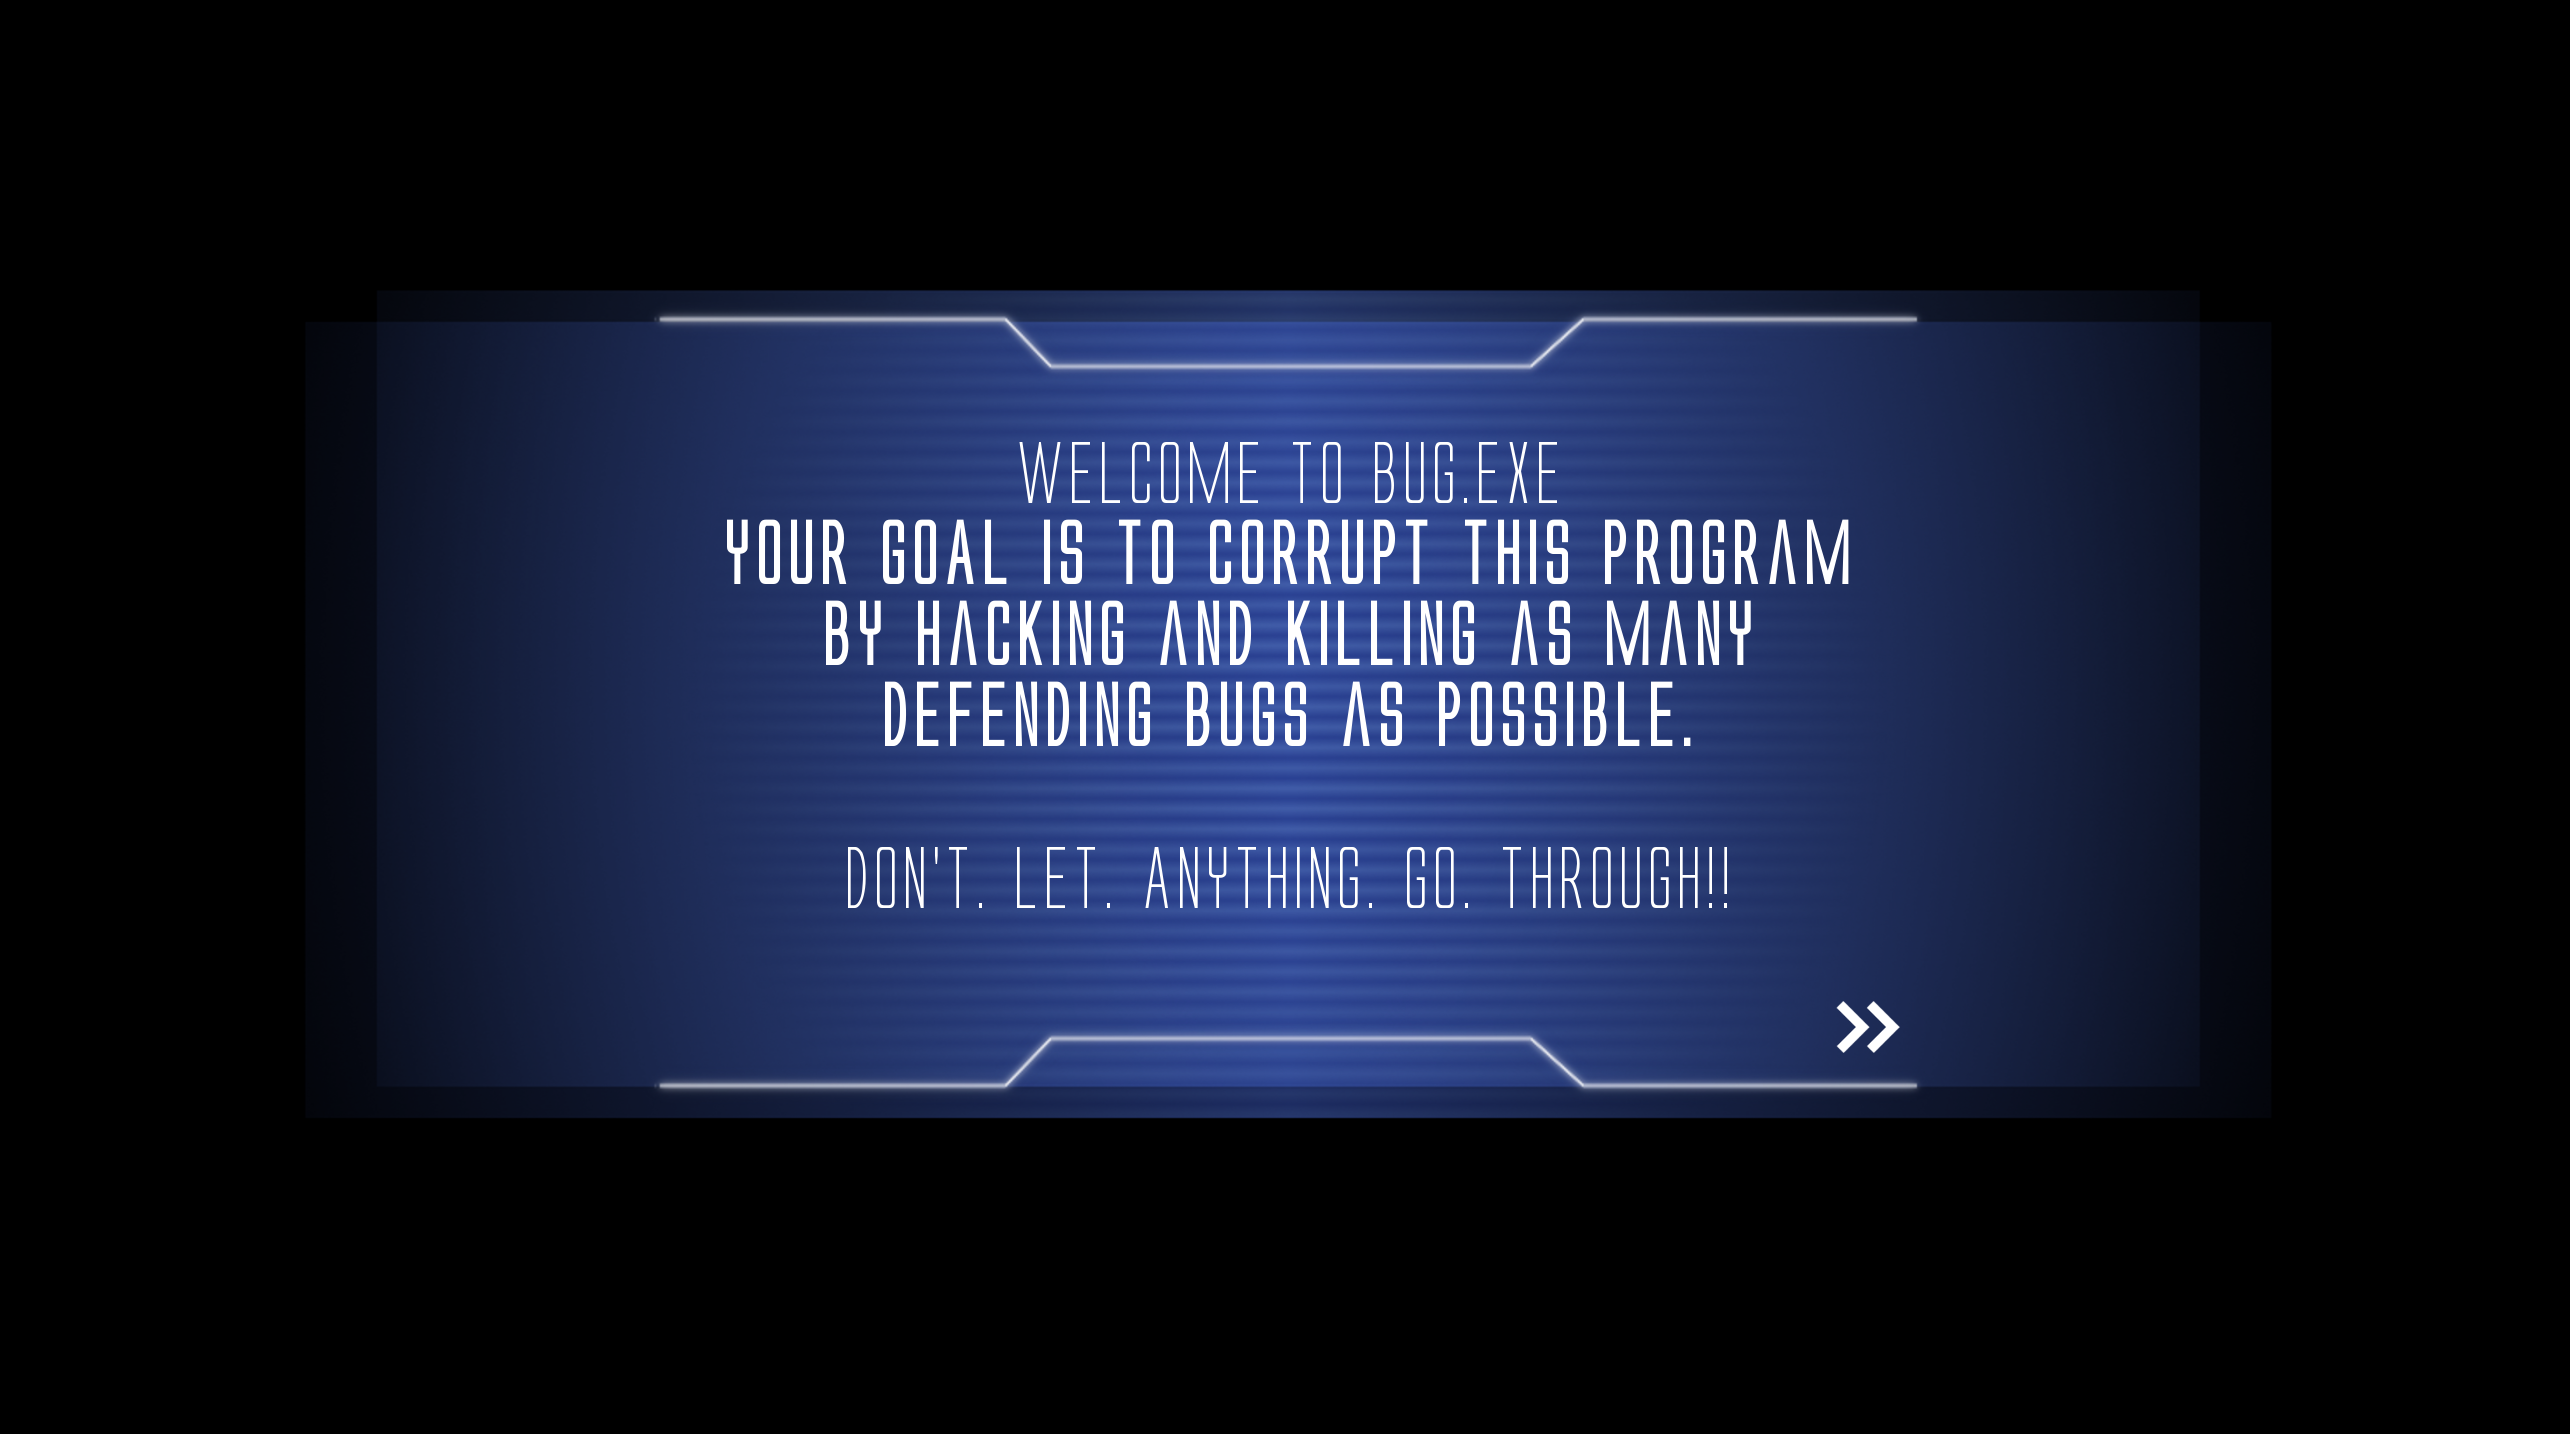 WELCOME TO BUG.EXE
YOUR GOAL IS TO CORRUPT THIS PROGRAM
BY HACKING AND KILLING AS MANY
DEFENDING BUGS AS POSSIBLE.
DON'T. LET. ANYTHING. GO. THROUGH!!